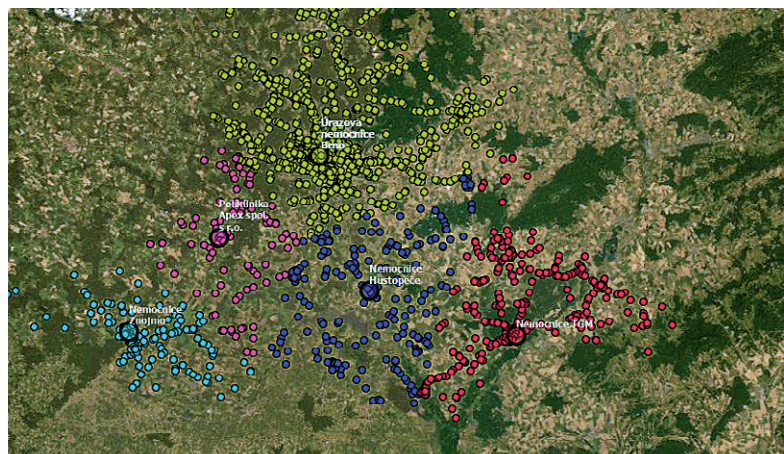 Úrazová
nemocnice
Brno
Poliklinika
Apex spol.
s r.o.
Nemocnice
Hustopeče
Nemocnice
Znojmo
Nemocnice TGM